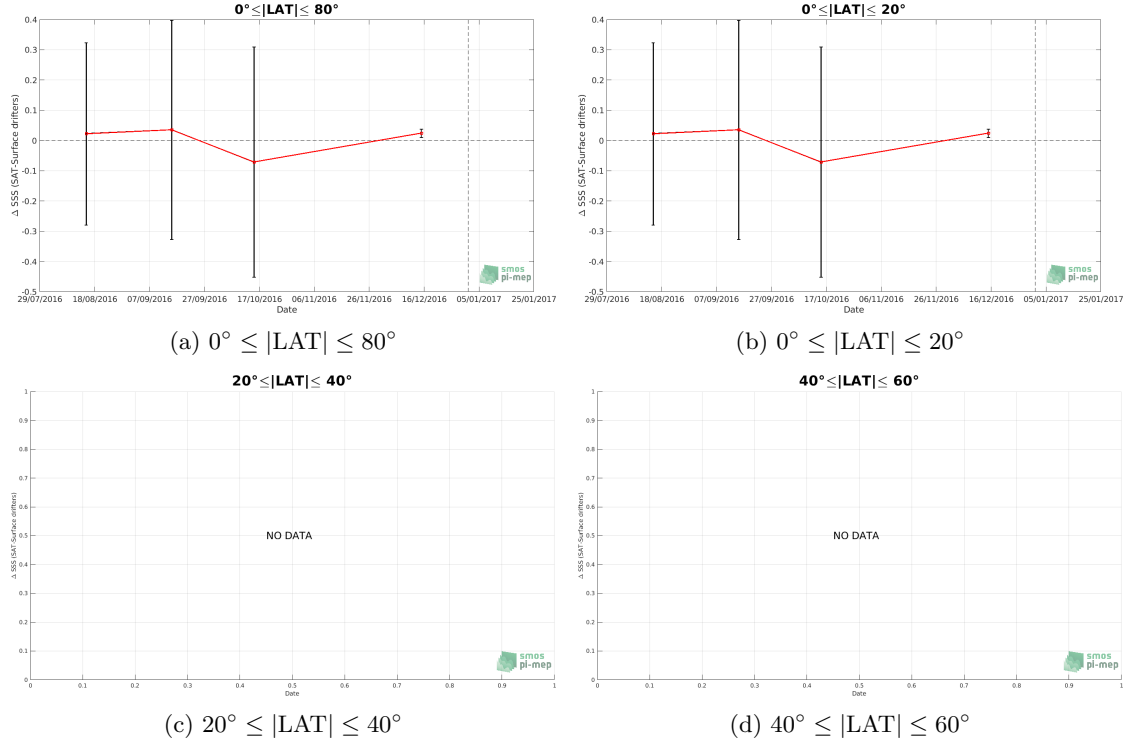 0°≤|LAT|≤ 80°
0.4
0.3
0.2
0.1
0
-0.1
-0.2
-0.3
-0.4
-0.5
Δ SSS (SAT-Surface drifters)
29/07/2016 18/08/2016 07/09/2016 27/09/2016 17/10/2016 06/11/2016 26/11/2016 16/12/2016 05/01/2017 25/01/2017
Date
smos
pi-mep
(a) 0° ≤ |LAT| ≤ 80°
0°≤|LAT|≤ 20°
0.4
0.3
0.2
0.1
0
-0.1
-0.2
-0.3
-0.4
-0.5
Δ SSS (SAT-Surface drifters)
29/07/2016 18/08/2016 07/09/2016 27/09/2016 17/10/2016 06/11/2016 26/11/2016 16/12/2016 05/01/2017 25/01/2017
Date
smos
pi-mep
(b) 0° ≤ |LAT| ≤ 20°
20°≤|LAT|≤ 40°
1
0.9
0.8
0.7
0.6
0.5
0.4
0.3
0.2
0.1
0
Δ SSS (SAT-Surface drifters)
NO DATA
0 0.1 0.2 0.3 0.4 0.5 0.6 0.7 0.8 0.9 1
Date
smos
pi-mep
(c) 20° ≤ |LAT| ≤ 40°
40°≤|LAT|≤ 60°
1
0.9
0.8
0.7
0.6
0.5
0.4
0.3
0.2
0.1
0
Δ SSS (SAT-Surface drifters)
NO DATA
0 0.1 0.2 0.3 0.4 0.5 0.6 0.7 0.8 0.9 1
Date
smos
pi-mep
(d) 40° ≤ |LAT| ≤ 60°